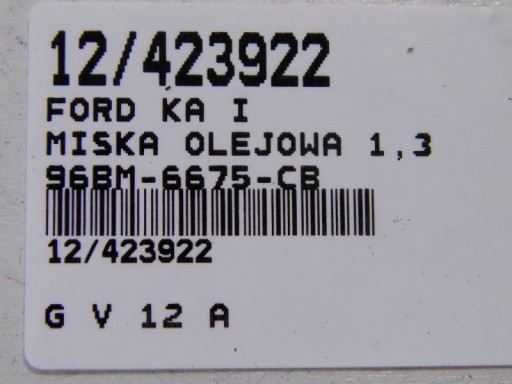 12/423922
FORD KA I
MISKA OLEJOWA 1,3
96BM-6675-CB
12/423922
G V 12 A